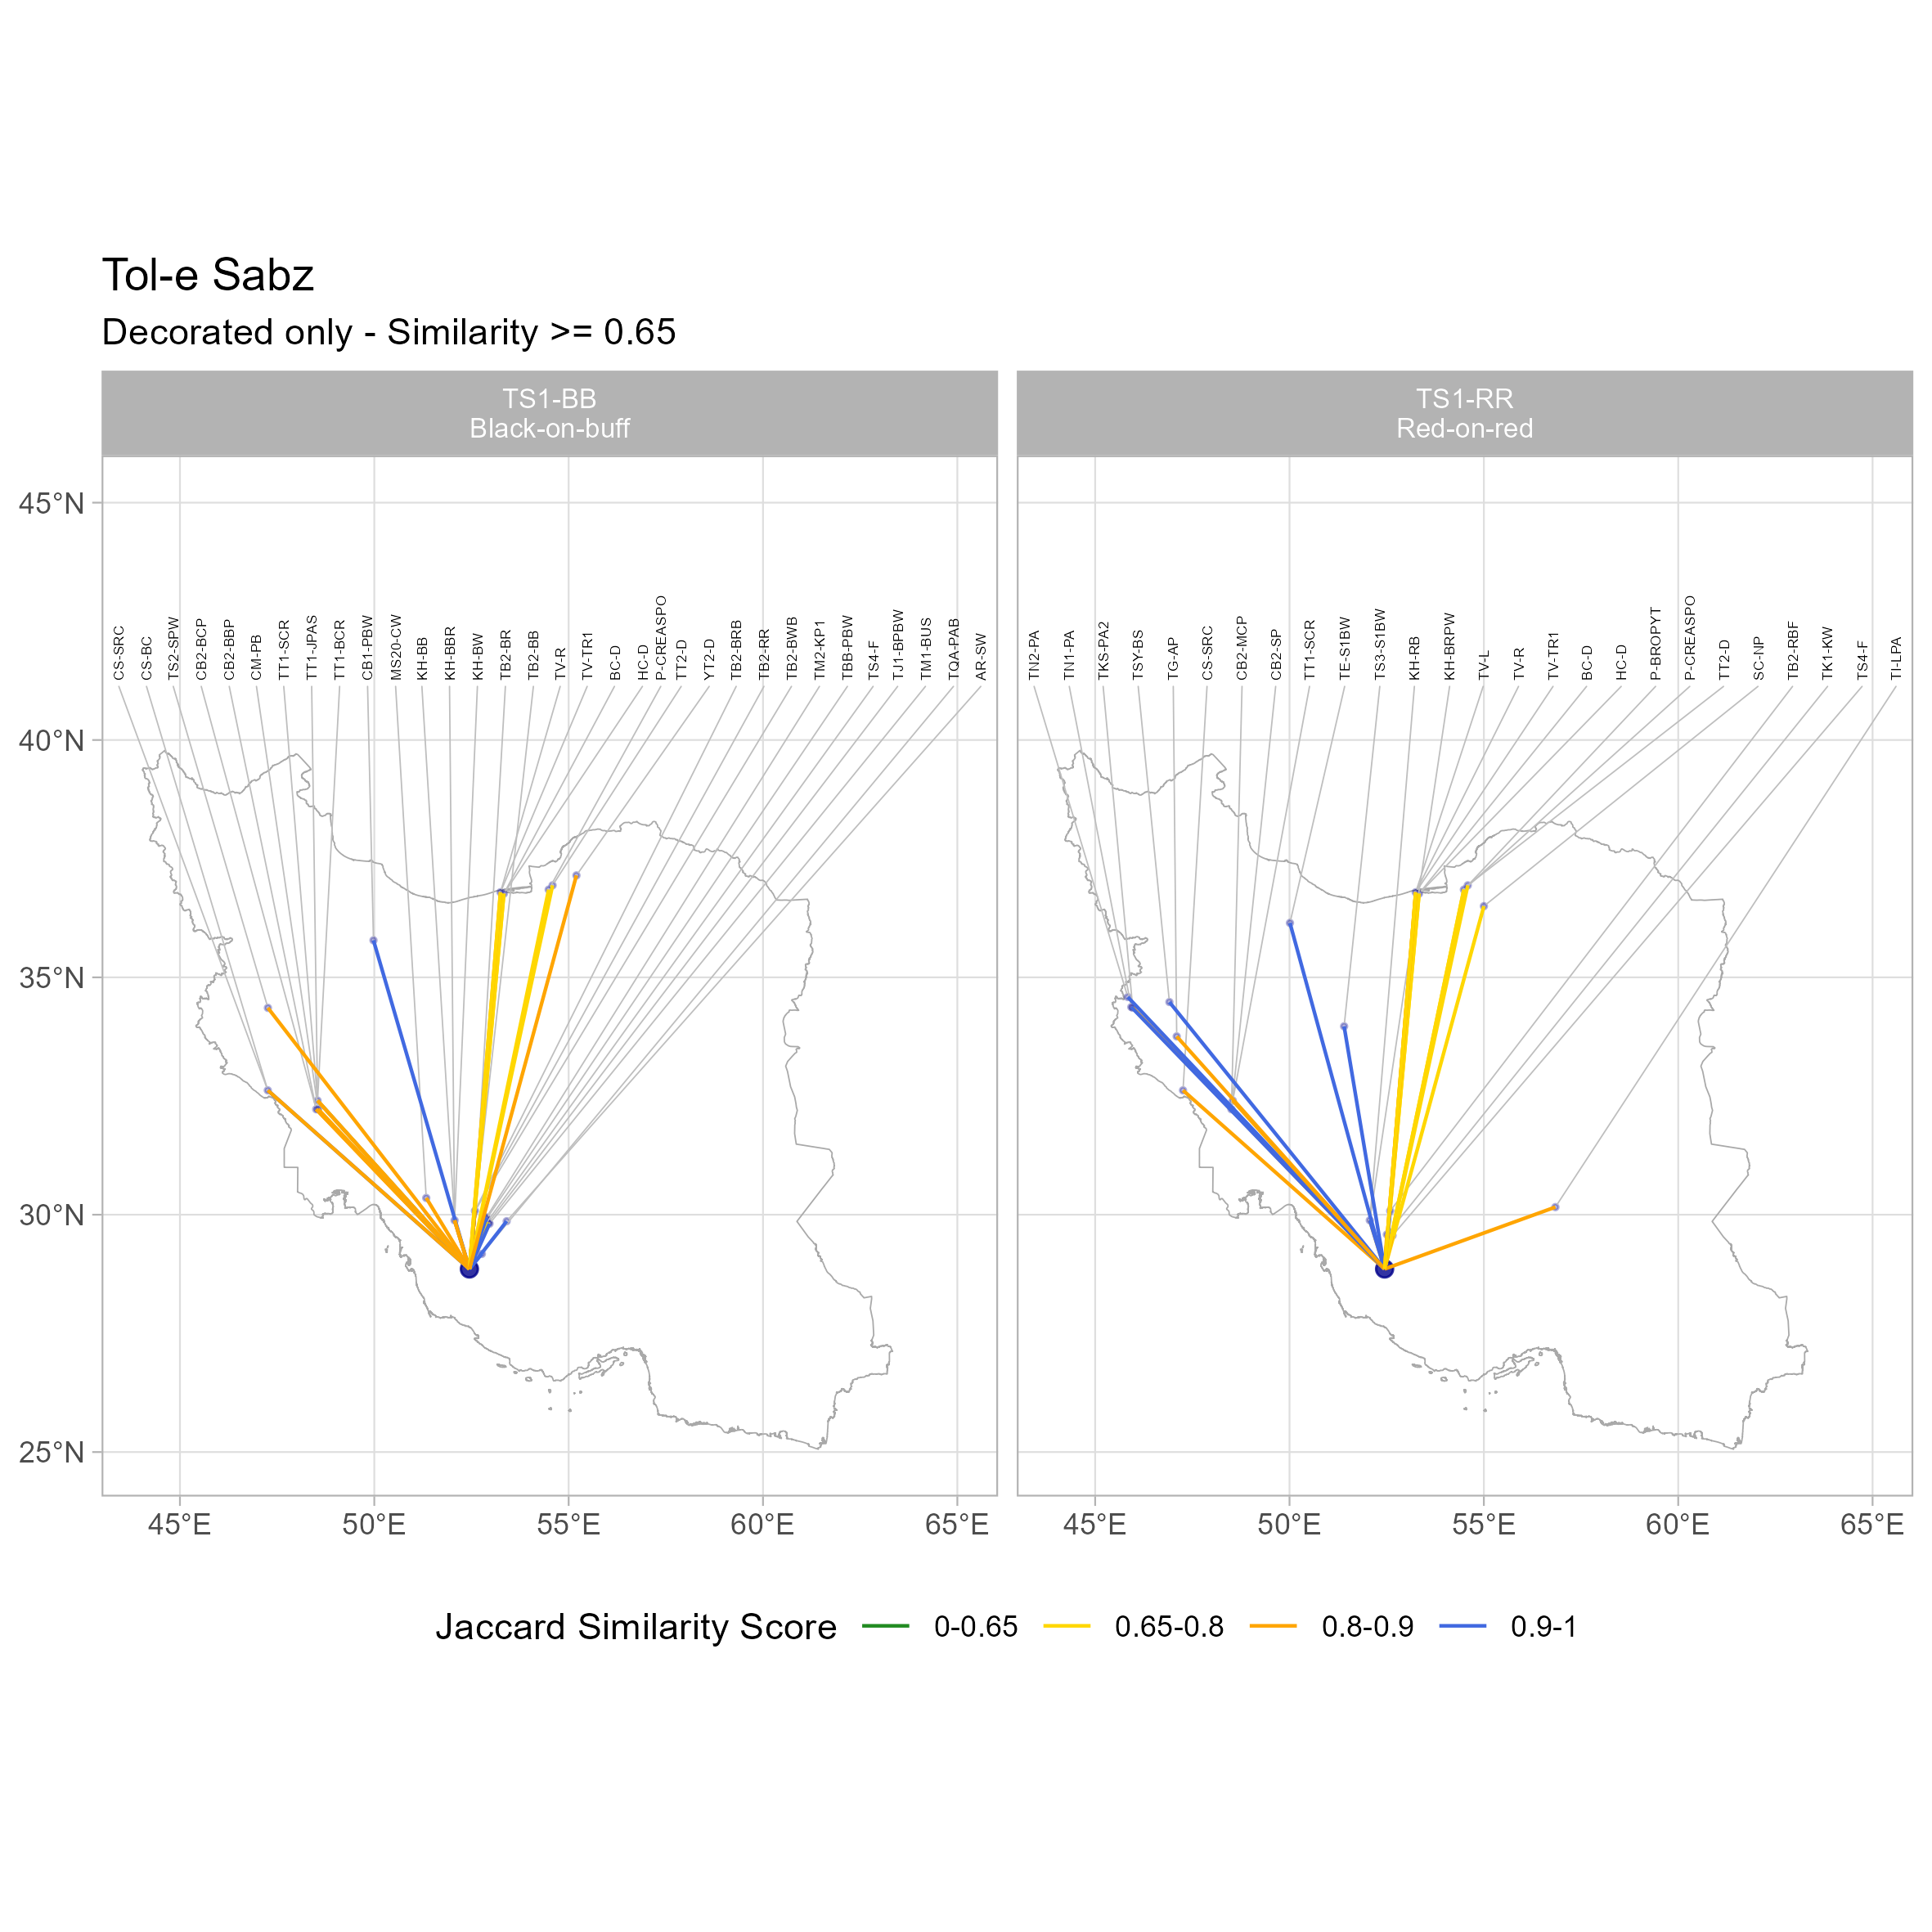 Tol-e Sabz
Decorated only - Similarity >= 0.65
TS1-BB
Black-on-buff
TS1-RR
Red-on-red
45°N
40°N
35°N
30°N
25°N
CS-SRC
CS-BC
TS2-SPW
CB2-BCP
CB2-BBP
CM-PB
TT1-SCR
TT1-JPAS
TT1-BCR
CB1-PBW
MS20-CW
KH-BB
KH-BBR
KH-BW
TB2-BR
TB2-BB
TV-R
TV-TR1
BC-D
HC-D
P-CREASPO
TT2-D
YT2-D
TB2-BRB
TB2-RR
TB2-BWB
TM2-KP1
TBB-PBW
TS4-F
TJ1-BPBW
TM1-BUS
TQA-PAB
AR-SW
TN2-PA
TN1-PA
TKS-PA2
TSY-BS
TG-AP
CS-SRC
CB2-MCP
CB2-SP
TT1-SCR
TE-S1BW
TS3-S1BW
KH-RB
KH-BRPW
TV-L
TV-R
TV-TR1
BC-D
HC-D
P-BROPYT
P-CREASPO
TT2-D
SC-NP
TB2-RBF
TK1-KW
TS4-F
TI-LPA
45°E 50°E 55°E 60°E 65°E
45°E 50°E 55°E 60°E 65°E
Jaccard Similarity Score 0-0.65 0.65-0.8 0.8-0.9 0.9-1